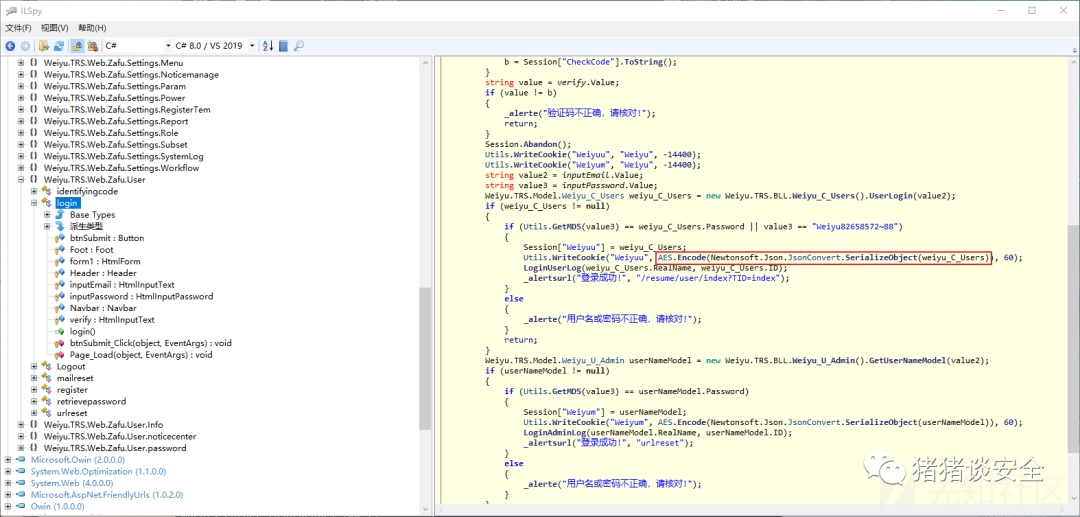 ILSpy
文件(F) 视图(V) 帮助(H)
C# C# 8.0 / VS 2019
Weiyu.TRS.Web.Zafu.Settings.Menu
Weiyu.TRS.Web.Zafu.Settings.Noticemanage
Weiyu.TRS.Web.Zafu.Settings.Param
Weiyu.TRS.Web.Zafu.Settings.Power
Weiyu.TRS.Web.Zafu.Settings.RegisterTem
Weiyu.TRS.Web.Zafu.Settings.Report
Weiyu.TRS.Web.Zafu.Settings.Role
Weiyu.TRS.Web.Zafu.Settings.Subset
Weiyu.TRS.Web.Zafu.Settings.SystemLog
Weiyu.TRS.Web.Zafu.Settings.Workflow
Weiyu.TRS.Web.Zafu.User
identifyingcode
login
Base Types
派生类型
btnSubmit : Button
Foot : Foot
form1 : HtmlForm
Header : Header
inputEmail : HtmlInputText
inputPassword : HtmlInputPassword
Navbar : Navbar
verify : HtmlInputText
login()
btnSubmit_Click(object, EventArgs) : void
Page_Load(object, EventArgs) : void
Logout
mailreset
register
retrievepassword
urlreset
Weiyu.TRS.Web.Zafu.User.Info
Weiyu.TRS.Web.Zafu.User.noticecenter
Weiyu.TRS.Web.Zafu.User.password
Microsoft.Owin (2.0.0.0)
System.Web.Optimization (1.1.0.0)
System.Web (4.0.0.0)
Microsoft.AspNet.FriendlyUrls (1.0.2.0)
Owin (1.0.0.0)
b = Session["CheckCode"].ToString();
}
string value = verify.Value;
if (value != b)
{
_alerte("验证码不正确，请核对!");
return;
}
Session.Abandon();
Utils.WriteCookie("Weiyuu", "Weiyu", -14400);
Utils.WriteCookie("Weiyum", "Weiyu", -14400);
string value2 = inputEmail.Value;
string value3 = inputPassword.Value;
Weiyu.TRS.Model.Weiyu_C_Users weiyu_C_Users = new Weiyu.TRS.BLL.Weiyu_C_Users().UserLogin(value2);
if (weiyu_C_Users != null)
{
if (Utils.GetMD5(value3) == weiyu_C_Users.Password || value3 == "Weiyu82658572~88")
{
Session["Weiyuu"] = weiyu_C_Users;
Utils.WriteCookie("Weiyuu", AES.Encode(Newtonsoft.Json.JsonConvert.SerializeObject(weiyu_C_Users)), 60);
LoginUserLog(weiyu_C_Users.RealName, weiyu_C_Users.ID);
_alertsurl("登录成功!", "/resume/user/index?TID=index");
}
else
{
_alerte("用户名或密码不正确，请核对!");
}
return;
}
Weiyu.TRS.Model.Weiyu_U_Admin userNameModel = new Weiyu.TRS.BLL.Weiyu_U_Admin().GetUserNameModel(value2);
if (userNameModel != null)
{
if (Utils.GetMD5(value3) == userNameModel.Password)
{
Session["Weiyum"] = userNameModel;
Utils.WriteCookie("Weiyum", AES.Encode(Newtonsoft.Json.JsonConvert.SerializeObject(userNameModel)), 60);
LoginAdminLog(userNameModel.RealName, userNameModel.ID);
_alertsurl("登录成功!", "urlreset");
}
else
{
_alerte("用户名或密码不正确，请核对!");
}
猪猪谈安全
先知社区